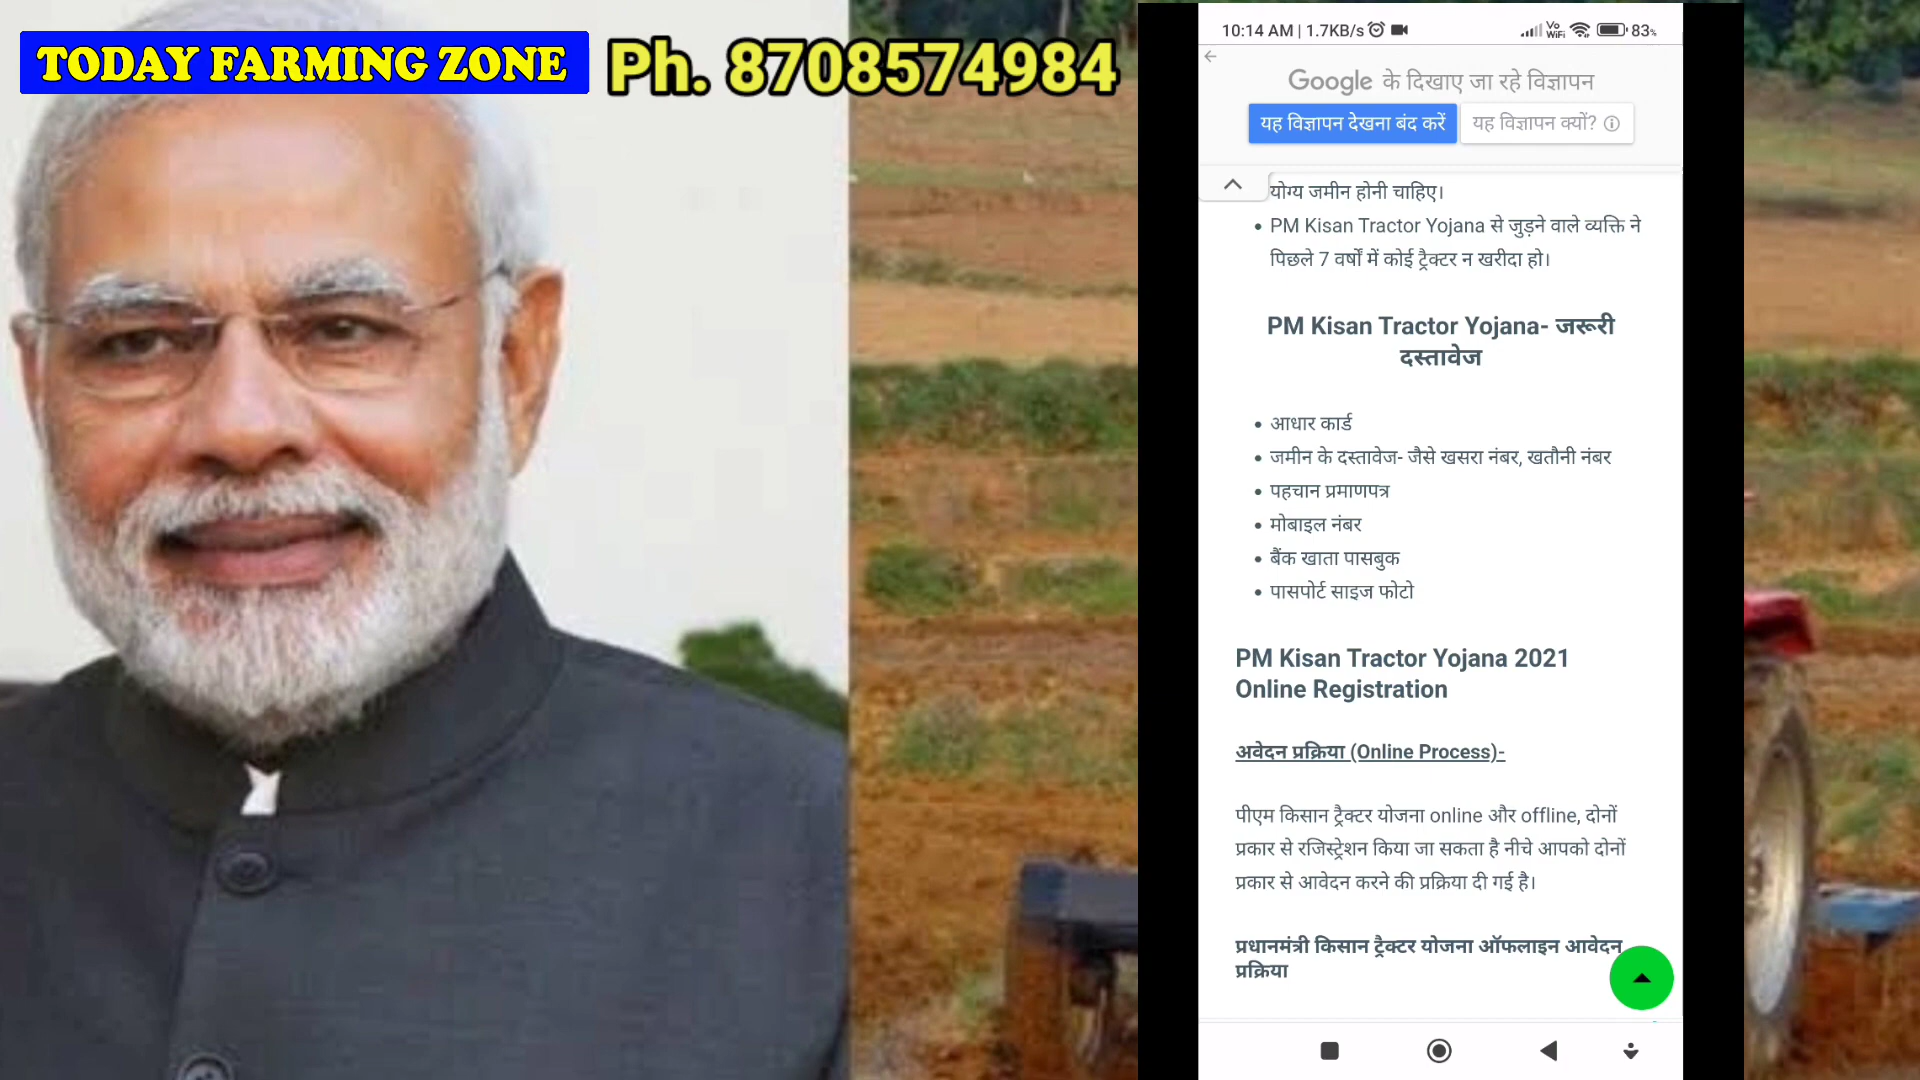 TODAY FARMING ZONE
Ph. 8708574984
10:14 AM | 1.7KB/s
Vo WiFi
83%
Google के दिखाए जा रहे विज्ञापन
यह विज्ञापन देखना बंद करें
यह विज्ञापन क्यों?
योग्य जमीन होनी चाहिए।
• PM Kisan Tractor Yojana से जुड़ने वाले व्यक्ति ने
पिछले 7 वर्षों में कोई ट्रैक्टर न खरीदा हो।
PM Kisan Tractor Yojana- जरूरी
दस्तावेज
• आधार कार्ड
• जमीन के दस्तावेज- जैसे खसरा नंबर, खतौनी नंबर
• पहचान प्रमाणपत्र
• मोबाइल नंबर
• बैंक खाता पासबुक
• पासपोर्ट साइज फोटो
PM Kisan Tractor Yojana 2021
Online Registration
अवेदन प्रक्रिया (Online Process)-
पीएम किसान ट्रैक्टर योजना online और offline, दोनों
प्रकार से रजिस्ट्रेशन किया जा सकता है नीचे आपको दोनों
प्रकार से आवेदन करने की प्रक्रिया दी गई है।
प्रधानमंत्री किसान ट्रैक्टर योजना ऑफलाइन आवेदन
प्रक्रिया